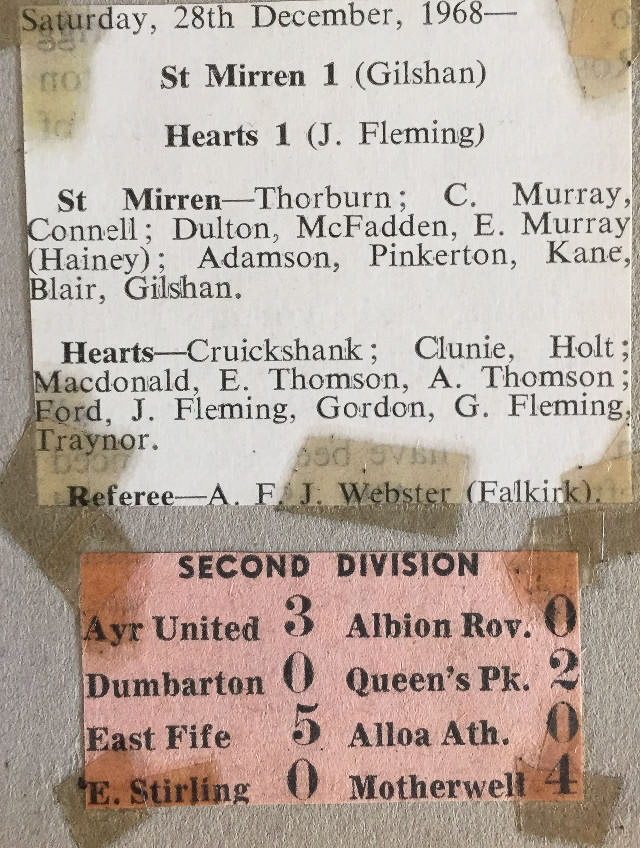 Saturday, 28th December, 1968—
St Mirren 1 (Gilshan)
Hearts 1 (J. Fleming)
St Mirren—Thorburn; C. Murray,
Connell; Dulton, McFadden, E. Murray
(Hainey); Adamson, Pinkerton, Kane,
Blair, Gilshan.
Hearts—Cruickshank; Clunie, Holt;
Macdonald, E. Thomson, A. Thomson;
Ford, J. Fleming, Gordon, G. Fleming,
Traynor.
Referee—A. F. J. Webster (Falkirk).
SECOND DIVISION
Ayr United 3 Albion Rov. 0
Dumbarton 0 Queen's Pk. 2
East Fife 5 Alloa Ath. 0
E. Stirling 0 Motherwell 4